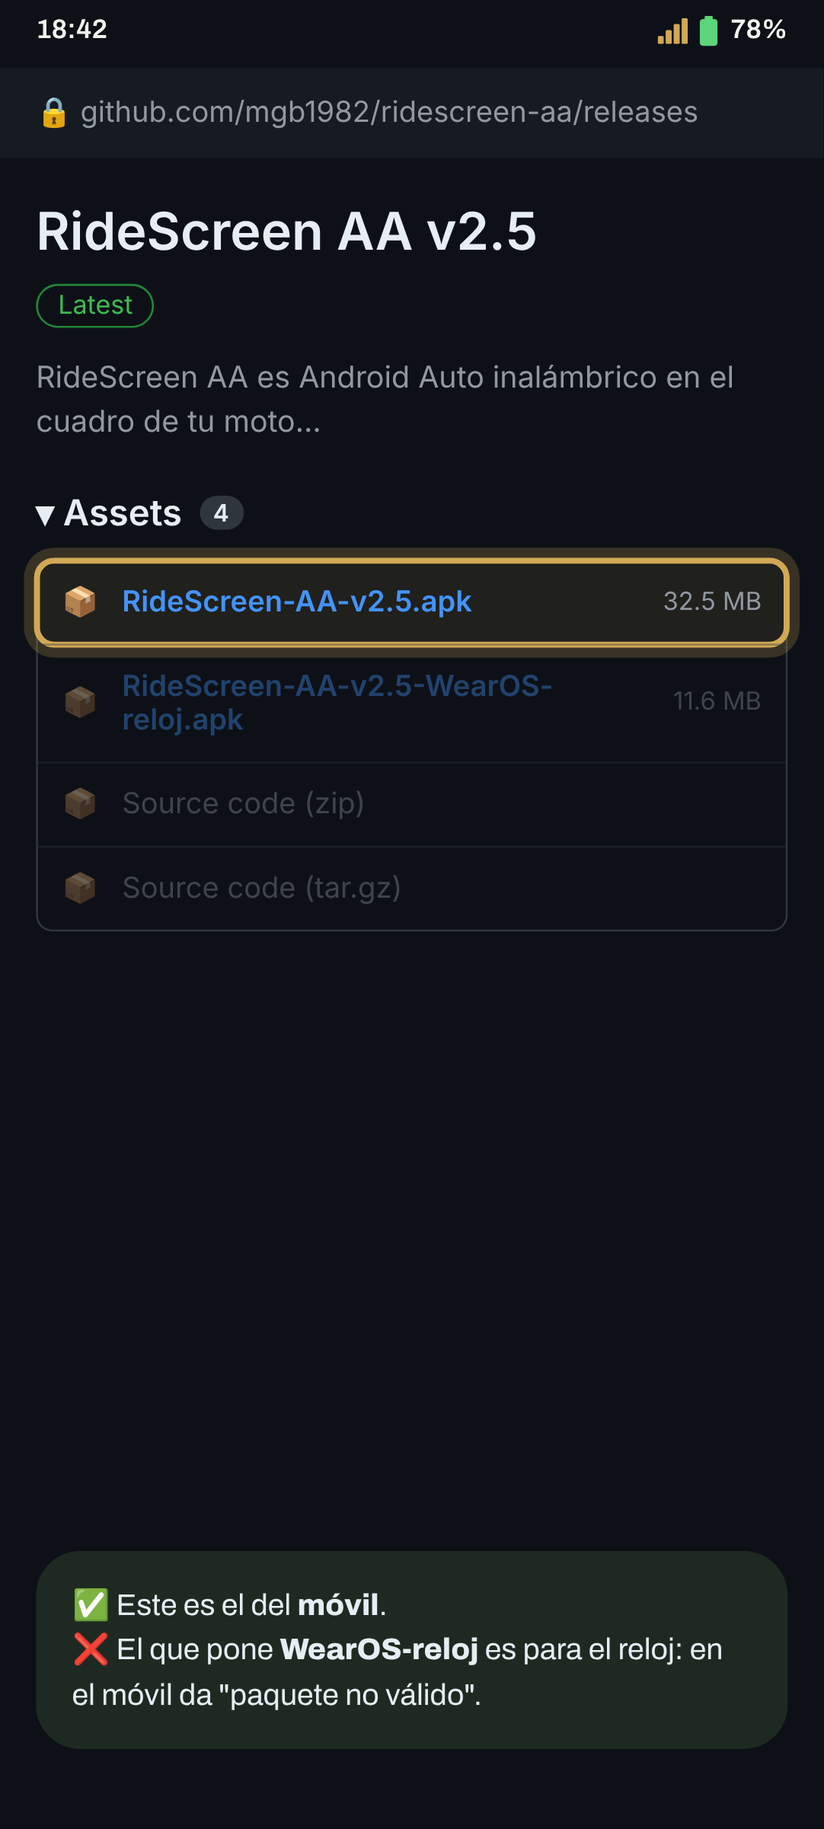 18:42
78%
github.com/mgb1982/ridescreen-aa/releases
RideScreen AA v2.5
Latest
RideScreen AA es Android Auto inalámbrico en el
cuadro de tu moto...
▾ Assets 4
RideScreen-AA-v2.5.apk 32.5 MB
RideScreen-AA-v2.5-WearOS-
reloj.apk 11.6 MB
Source code (zip)
Source code (tar.gz)
✅ Este es el del móvil.
❌ El que pone WearOS-reloj es para el reloj: en
el móvil da "paquete no válido".